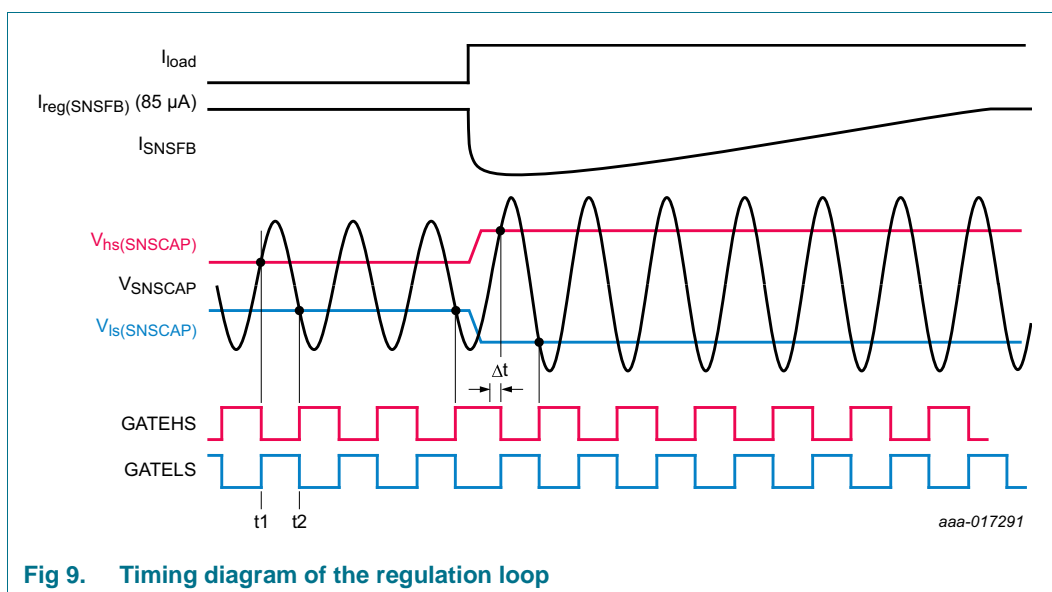 I_load
I_reg(SNSFB) (85 µA)
I_SNSFB
V_hs(SNSCAP)
V_SNSCAP
V_ls(SNSCAP)
Δt
GATEHS
GATELS
t1 t2
aaa-017291
Fig 9. Timing diagram of the regulation loop